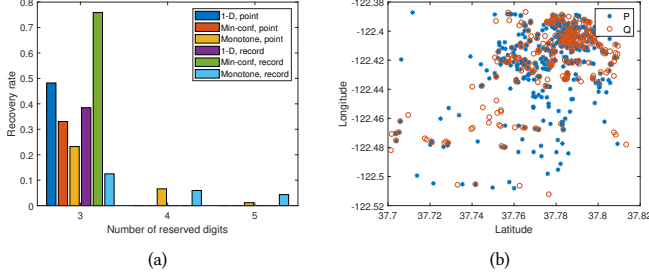 0.8
0.7
0.6
0.5
0.4
0.3
0.2
0.1
0
Recovery rate
1-D, point
Min-conf, point
Monotone, point
1-D, record
Min-conf, record
Monotone, record
3 4 5
Number of reserved digits
(a)
-122.38
-122.4
-122.42
-122.44
-122.46
-122.48
-122.5
-122.52
Longitude
P
Q
37.7 37.72 37.74 37.76 37.78 37.8 37.82
Latitude
(b)